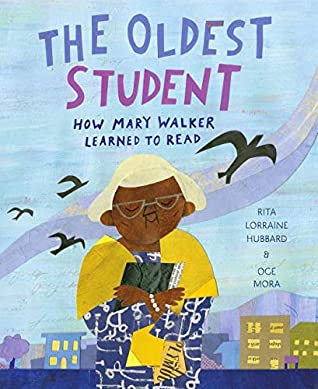 THE OLDEST
STUDENT
HOW MARY WALKER
LEARNED TO READ
RITA
LORRAINE
HUBBARD
&
OGE
MORA